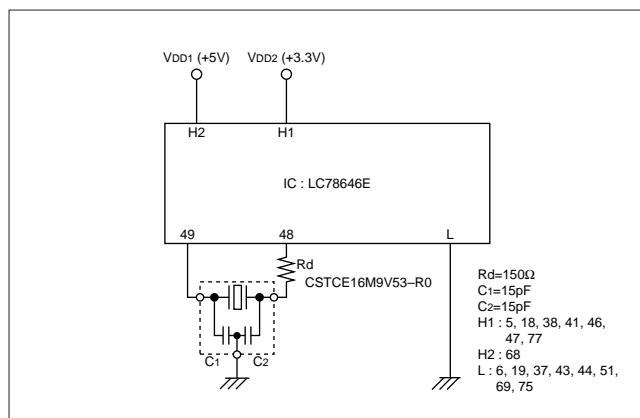 VDD1 (+5V) VDD2 (+3.3V)
H2 H1
IC : LC78646E
49 48 L
Rd
CSTCE16M9V53–R0
C1 C2
Rd=150Ω
C1=15pF
C2=15pF
H1 : 5, 18, 38, 41, 46,
47, 77
H2 : 68
L : 6, 19, 37, 43, 44, 51,
69, 75